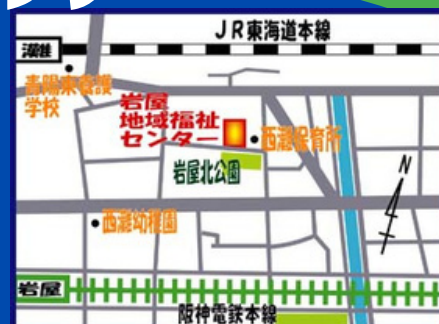 JR東海道本線
灘
青陽東養護
学校
岩屋
地域福祉
センター
西灘保育所
岩屋北公園
N
西灘幼稚園
岩屋
阪神電鉄本線